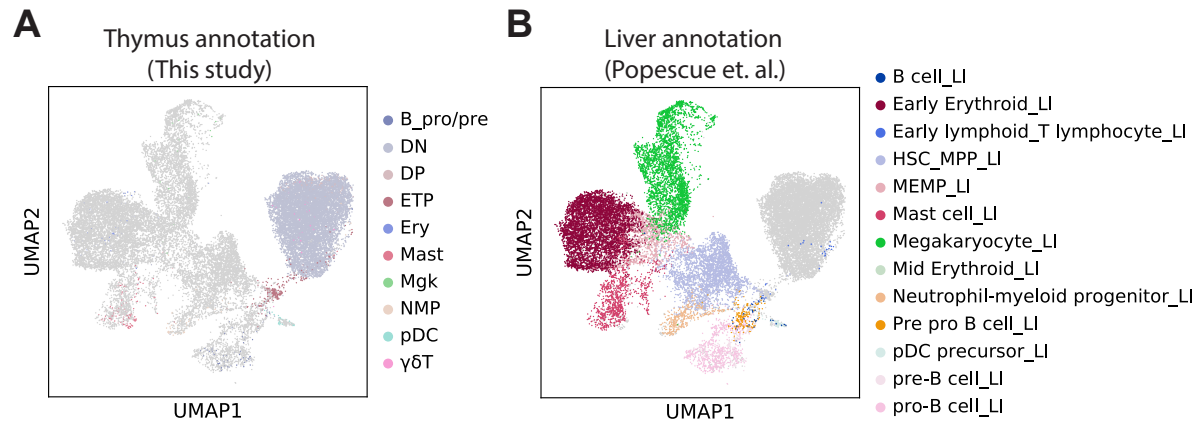 A
Thymus annotation
(This study)
UMAP2
UMAP1
B_pro/pre
DN
DP
ETP
Ery
Mast
Mgk
NMP
pDC
γδT
B
Liver annotation
(Popescue et. al.)
UMAP2
UMAP1
B cell_LI
Early Erythroid_LI
Early lymphoid_T lymphocyte_LI
HSC_MPP_LI
MEMP_LI
Mast cell_LI
Megakaryocyte_LI
Mid Erythroid_LI
Neutrophil-myeloid progenitor_LI
Pre pro B cell_LI
pDC precursor_LI
pre-B cell_LI
pro-B cell_LI